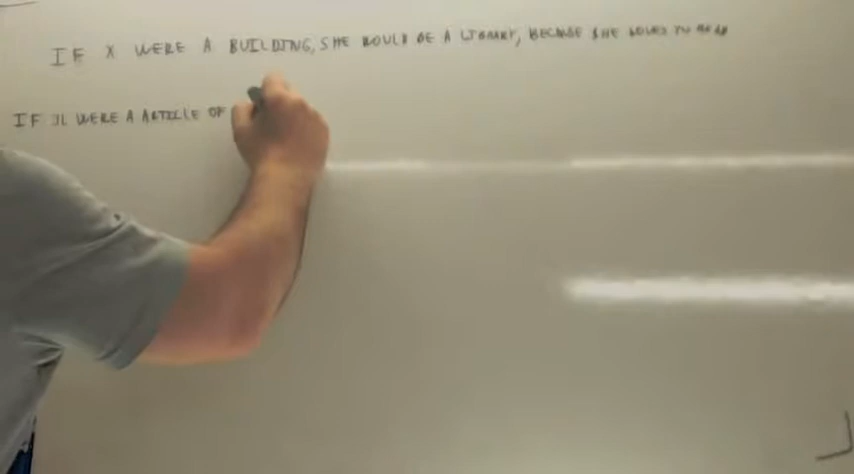 IF X WERE A BUILDING, SHE WOULD BE A LIBRARY, BECAUSE SHE LOVES TO READ
IF X WERE A ARTICLE OF